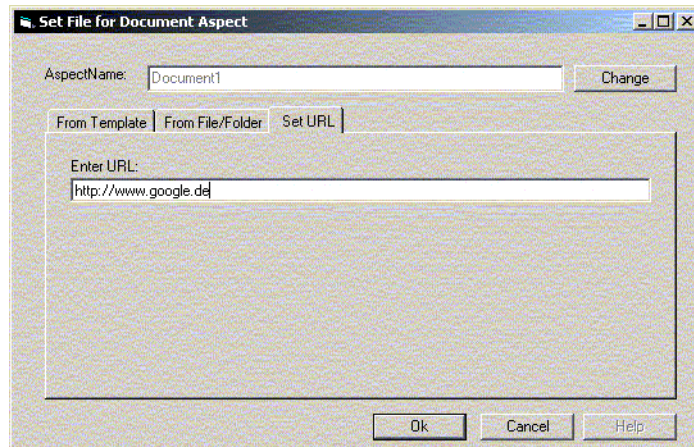 Set File for Document Aspect
AspectName: Document1 Change
From Template From File/Folder Set URL
Enter URL:
http://www.google.de
Ok Cancel Help